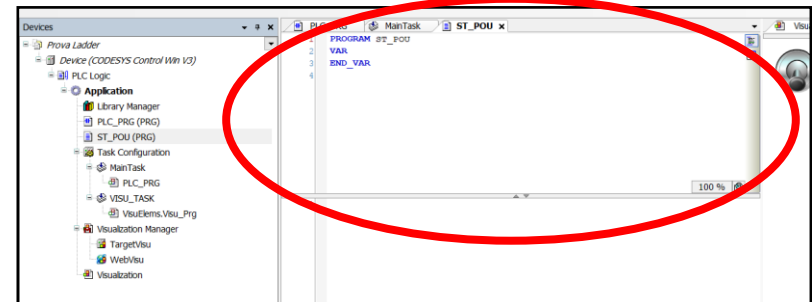 Devices
Prova Ladder
Device (CODESYS Control Win V3)
PLC Logic
Application
Library Manager
PLC_PRG (PRG)
ST_POU (PRG)
Task Configuration
MainTask
PLC_PRG
VISU_TASK
VisuElems.Visu_Prg
Visualization Manager
TargetVisu
WebVisu
Visualization
MainTask
ST_POU
1 PROGRAM ST_POU
2 VAR
3 END_VAR
4
100 %